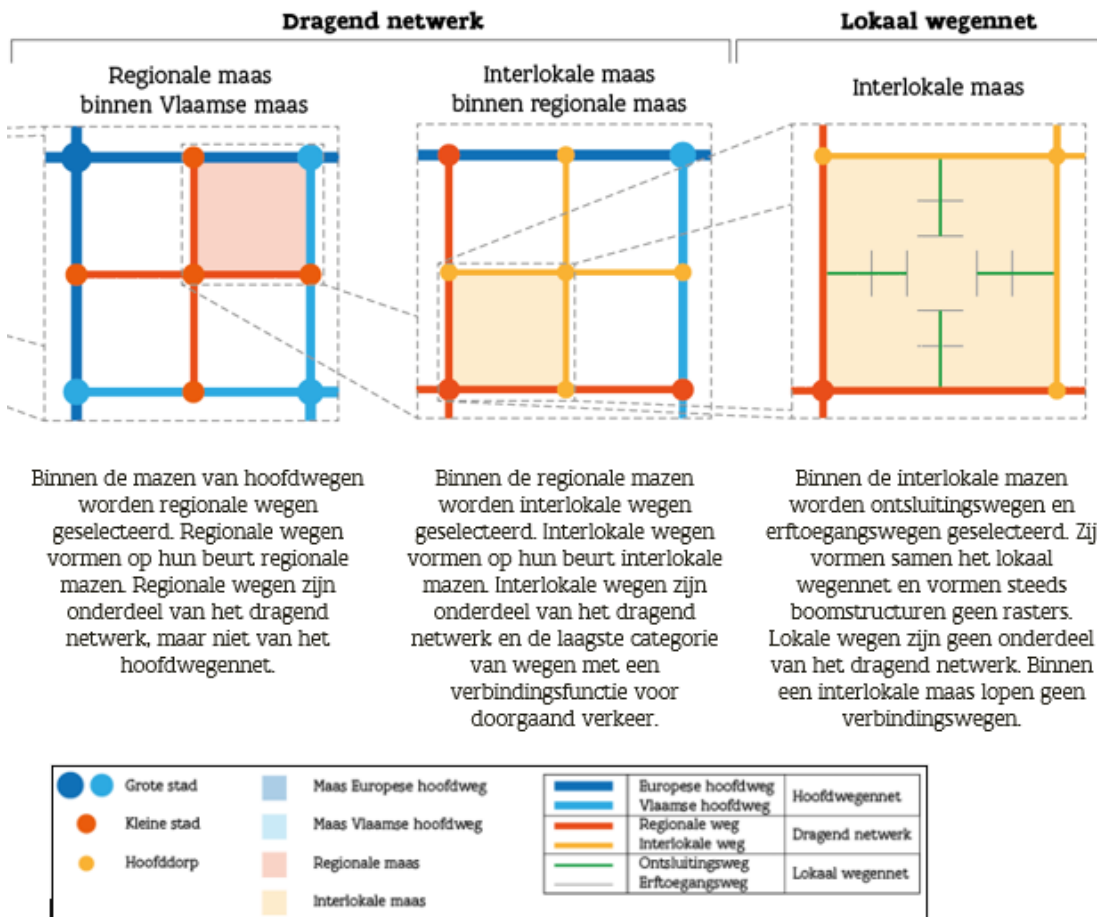 Dragend netwerk
Lokaal wegennet
Regionale maas
binnen Vlaamse maas
Interlokale maas
binnen regionale maas
Interlokale maas
Binnen de mazen van hoofdwegen
worden regionale wegen
geselecteerd. Regionale wegen
vormen op hun beurt regionale
mazen. Regionale wegen zijn
onderdeel van het dragend
netwerk, maar niet van het
hoofdwegennet.
Binnen de regionale mazen
worden interlokale wegen
geselecteerd. Interlokale wegen
vormen op hun beurt interlokale
mazen. Interlokale wegen zijn
onderdeel van het dragend
netwerk en de laagste categorie
van wegen met een
verbindingsfunctie voor
doorgaand verkeer.
Binnen de interlokale mazen
worden ontsluitingswegen en
erftoegangswegen geselecteerd. Zij
vormen samen het lokaal
wegennet en vormen steeds
boomstructuren geen rasters.
Lokale wegen zijn geen onderdeel
van het dragend netwerk. Binnen
een interlokale maas lopen geen
verbindingswegen.
Grote stad
Kleine stad
Hoofddorp
Maas Europese hoofdweg
Maas Vlaamse hoofdweg
Regionale maas
Interlokale maas
Europese hoofdweg
Vlaamse hoofdweg
Hoofdwegennet
Regionale weg
Interlokale weg
Dragend netwerk
Ontsluitingsweg
Erftoegangsweg
Lokaal wegennet